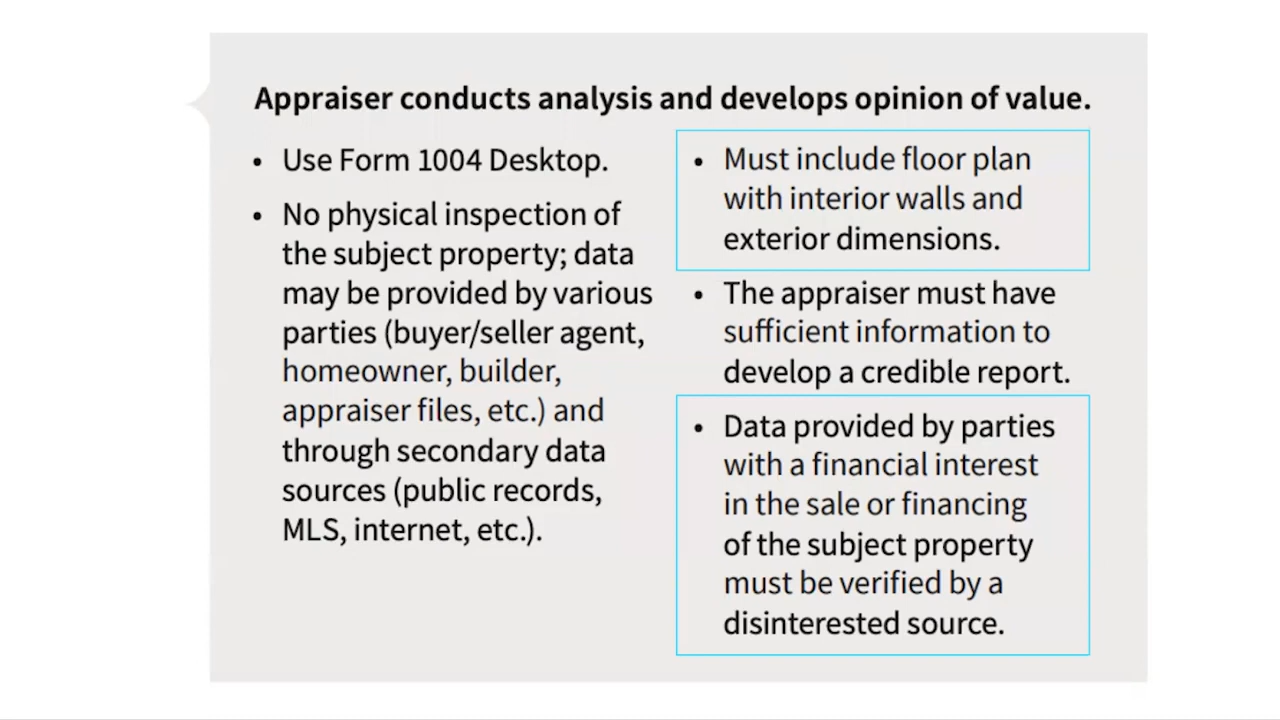 Appraiser conducts analysis and develops opinion of value.
• Use Form 1004 Desktop.
• No physical inspection of
the subject property; data
may be provided by various
parties (buyer/seller agent,
homeowner, builder,
appraiser files, etc.) and
through secondary data
sources (public records,
MLS, internet, etc.).
• Must include floor plan
with interior walls and
exterior dimensions.
• The appraiser must have
sufficient information to
develop a credible report.
• Data provided by parties
with a financial interest
in the sale or financing
of the subject property
must be verified by a
disinterested source.